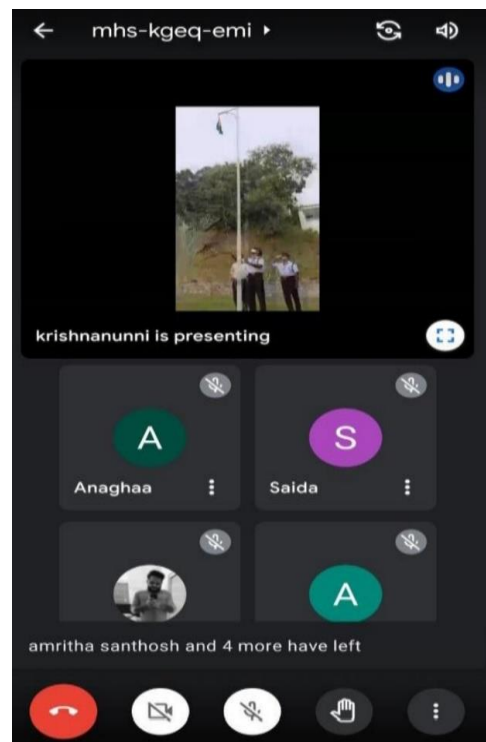 mhs-kgeq-emi
krishnanunni is presenting
A
S
Anaghaa
Saida
A
amritha santhosh and 4 more have left